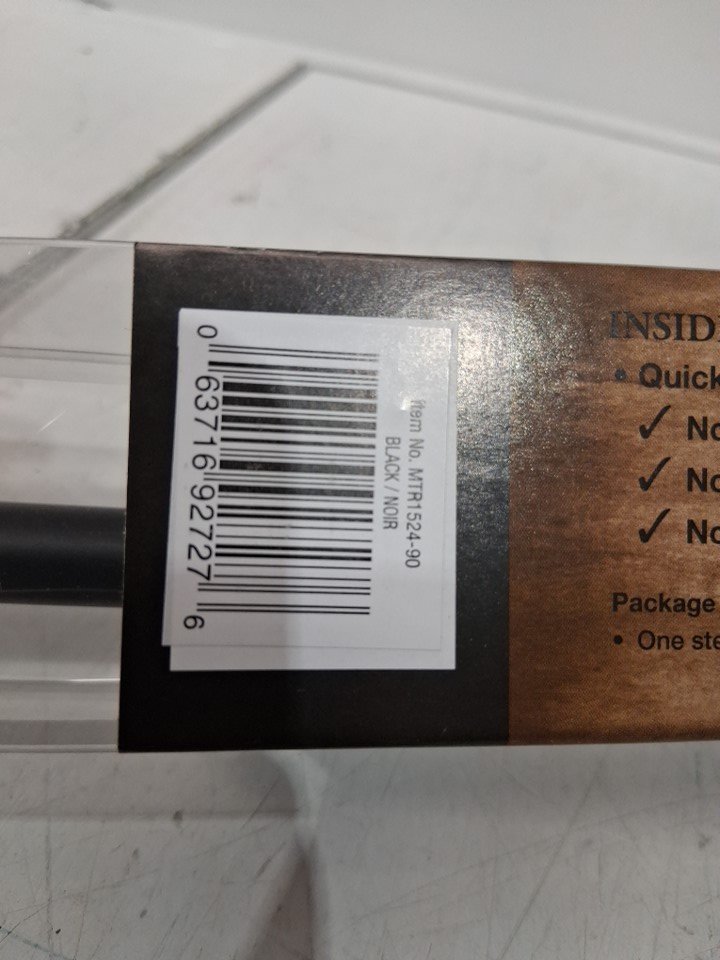 Item No. MTR1524-90
BLACK / NOIR
0 63716 92727 6
INSID
• Quick
✓ No
✓ No
✓ No
Package
• One ste